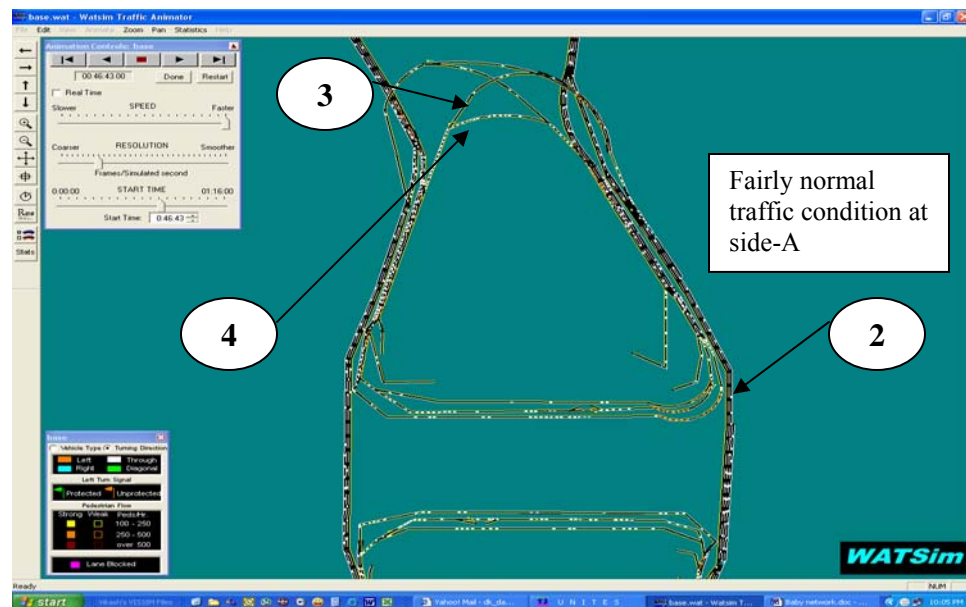 base.wat - Watsim Traffic Animator
File Edit View Animate Zoom Pan Statistics Help
Animation Controls: base
00:46:43:00 Done Restart
Real Time
Slower SPEED Faster
Coarser RESOLUTION Smoother
Frames/Simulated second
0:00:00 START TIME 01:16:00
Start Time: 0:46:43
Stats
3
4
Fairly normal
traffic condition at
side-A
2
base
Vehicle Type Turning Direction
Left Through
Right Diagonal
Left Turn Signal
Protected Unprotected
Pedestrian Flow
Strong Weak Peds/Hr.
100 - 250
250 - 500
over 500
Lane Blocked
WATSim
Ready NUM
start Yahoo! Mail - dk_da... U N I T E S base.wat - Watsim T... Baby network.doc - ... 10:05 PM